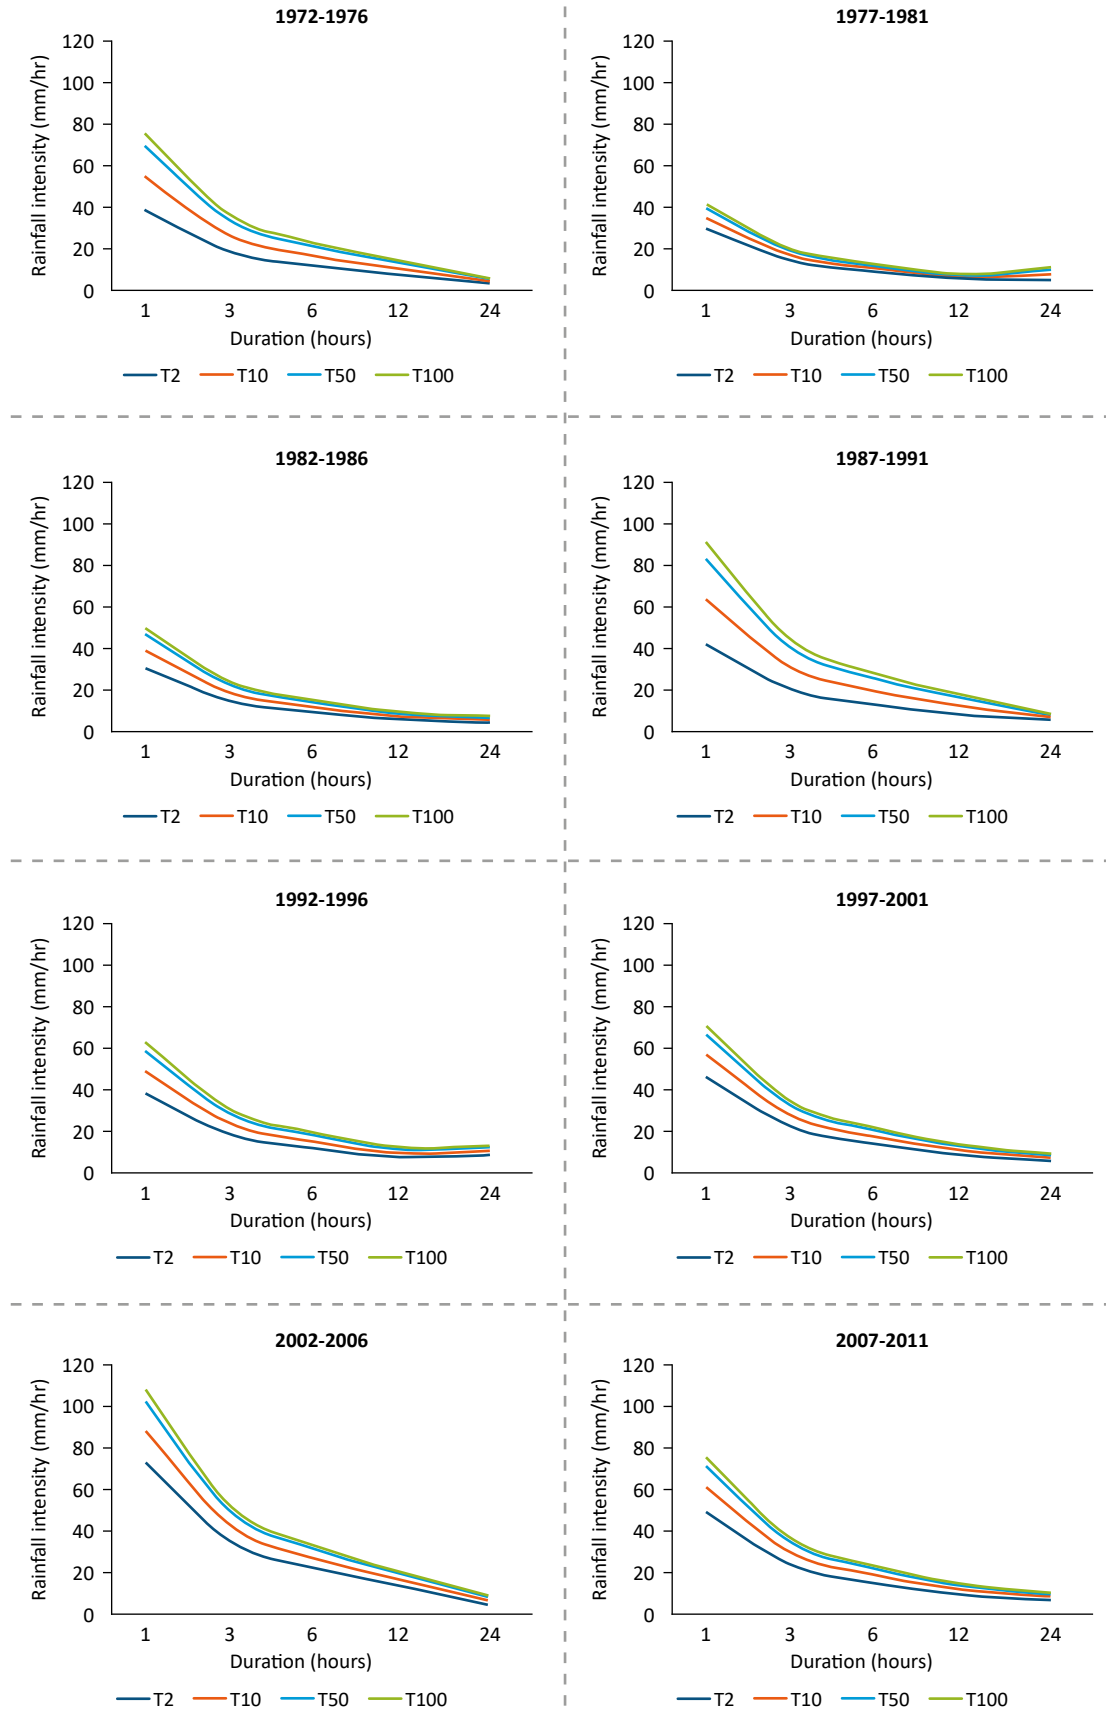 1972-1976
Rainfall intensity (mm/hr)
120
100
80
60
40
20
0
1 3 6 12 24
Duration (hours)
T2 T10 T50 T100
1977-1981
Rainfall intensity (mm/hr)
120
100
80
60
40
20
0
1 3 6 12 24
Duration (hours)
T2 T10 T50 T100
1982-1986
Rainfall intensity (mm/hr)
120
100
80
60
40
20
0
1 3 6 12 24
Duration (hours)
T2 T10 T50 T100
1987-1991
Rainfall intensity (mm/hr)
120
100
80
60
40
20
0
1 3 6 12 24
Duration (hours)
T2 T10 T50 T100
1992-1996
Rainfall intensity (mm/hr)
120
100
80
60
40
20
0
1 3 6 12 24
Duration (hours)
T2 T10 T50 T100
1997-2001
Rainfall intensity (mm/hr)
120
100
80
60
40
20
0
1 3 6 12 24
Duration (hours)
T2 T10 T50 T100
2002-2006
Rainfall intensity (mm/hr)
120
100
80
60
40
20
0
1 3 6 12 24
Duration (hours)
T2 T10 T50 T100
2007-2011
Rainfall intensity (mm/hr)
120
100
80
60
40
20
0
1 3 6 12 24
Duration (hours)
T2 T10 T50 T100